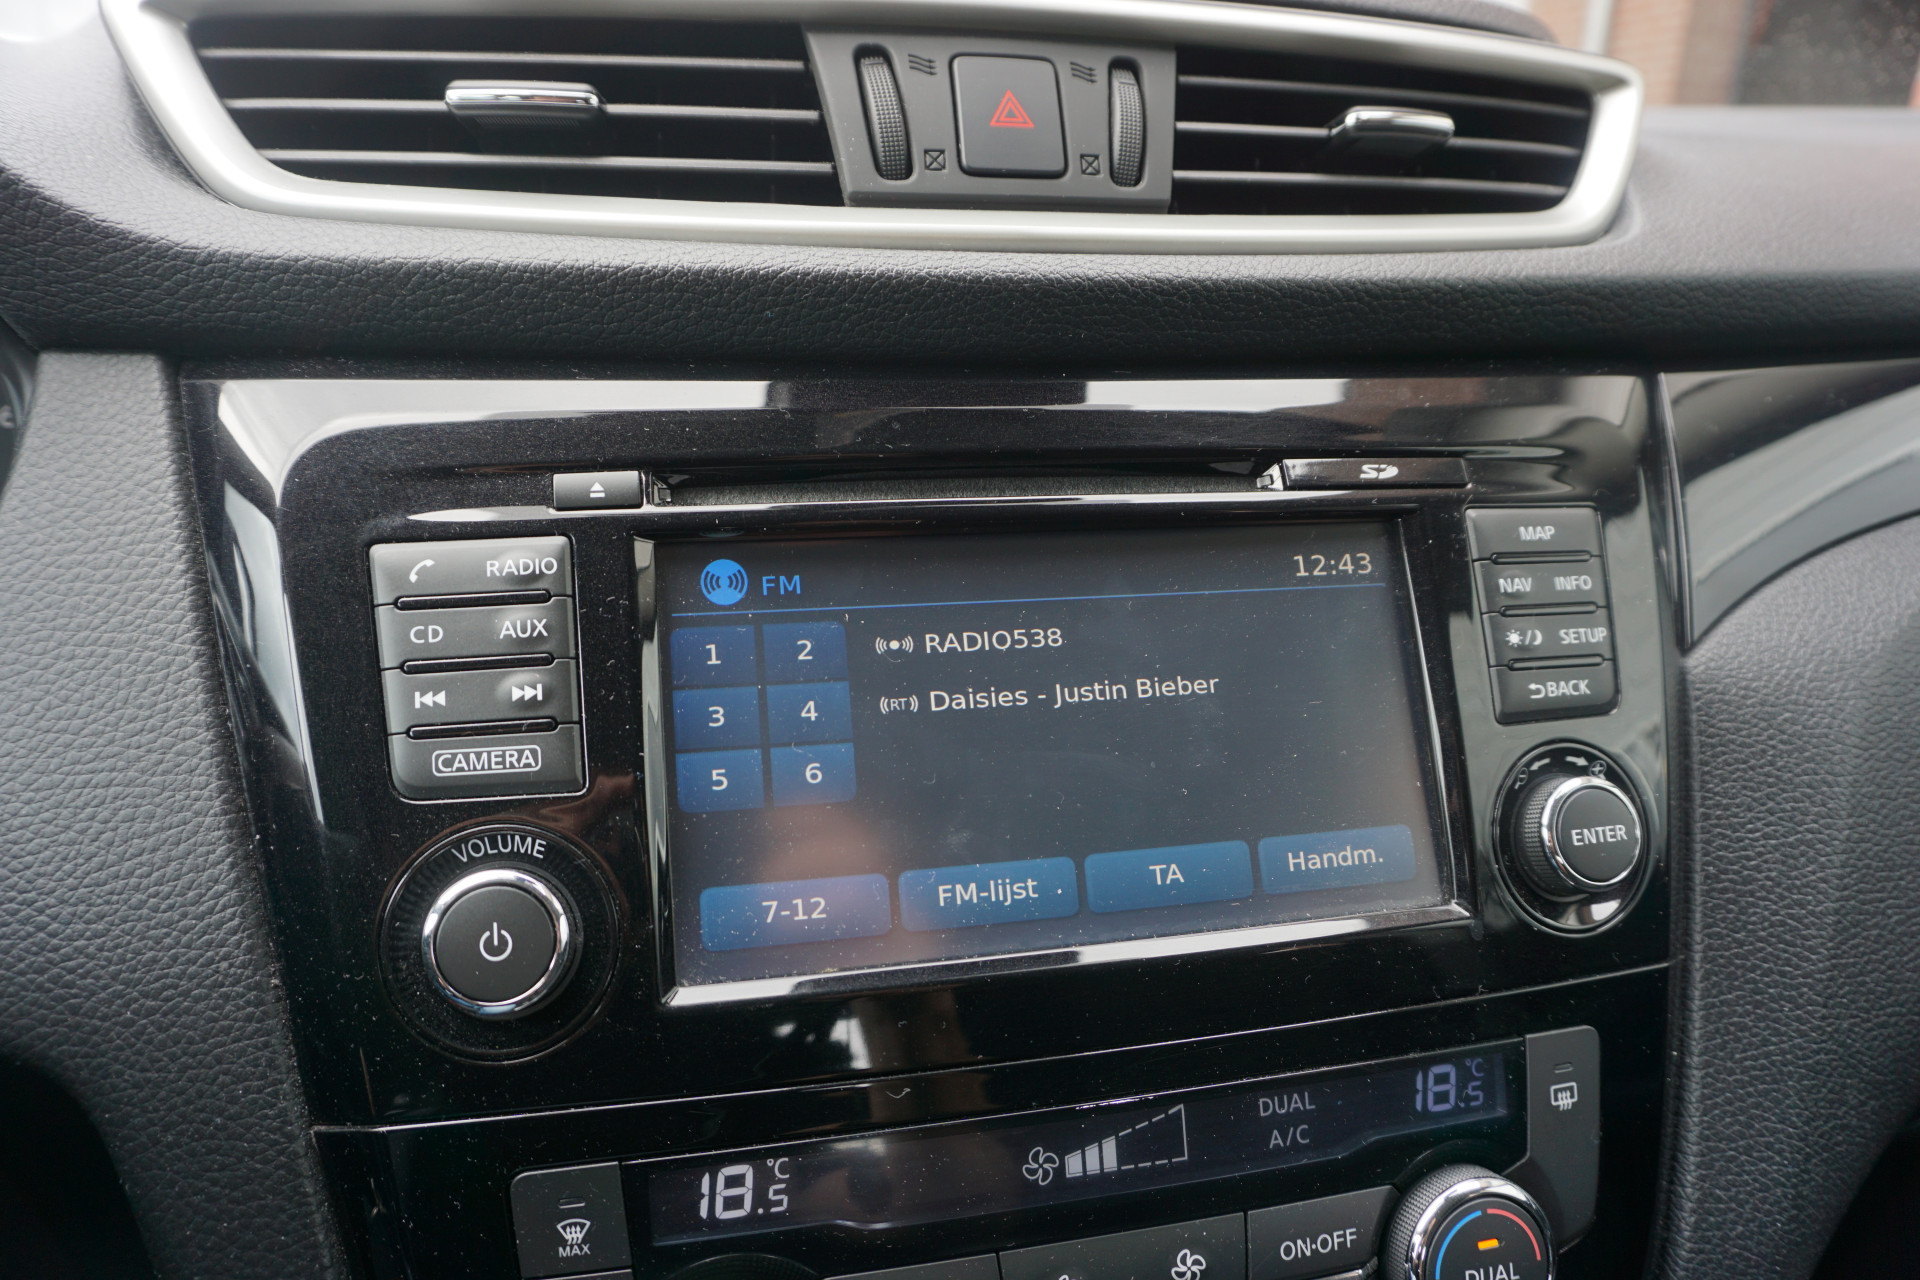 SD
RADIO
CD AUX
CAMERA
VOLUME
FM 12:43
1 2
3 4
5 6
RADIO538
RT Daisies - Justin Bieber
7-12 FM-lijst TA Handm.
MAP
NAV INFO
SETUP
BACK
ENTER
18.5 °C
DUAL
A/C
18.5 °C
MAX
ON·OFF
DUAL